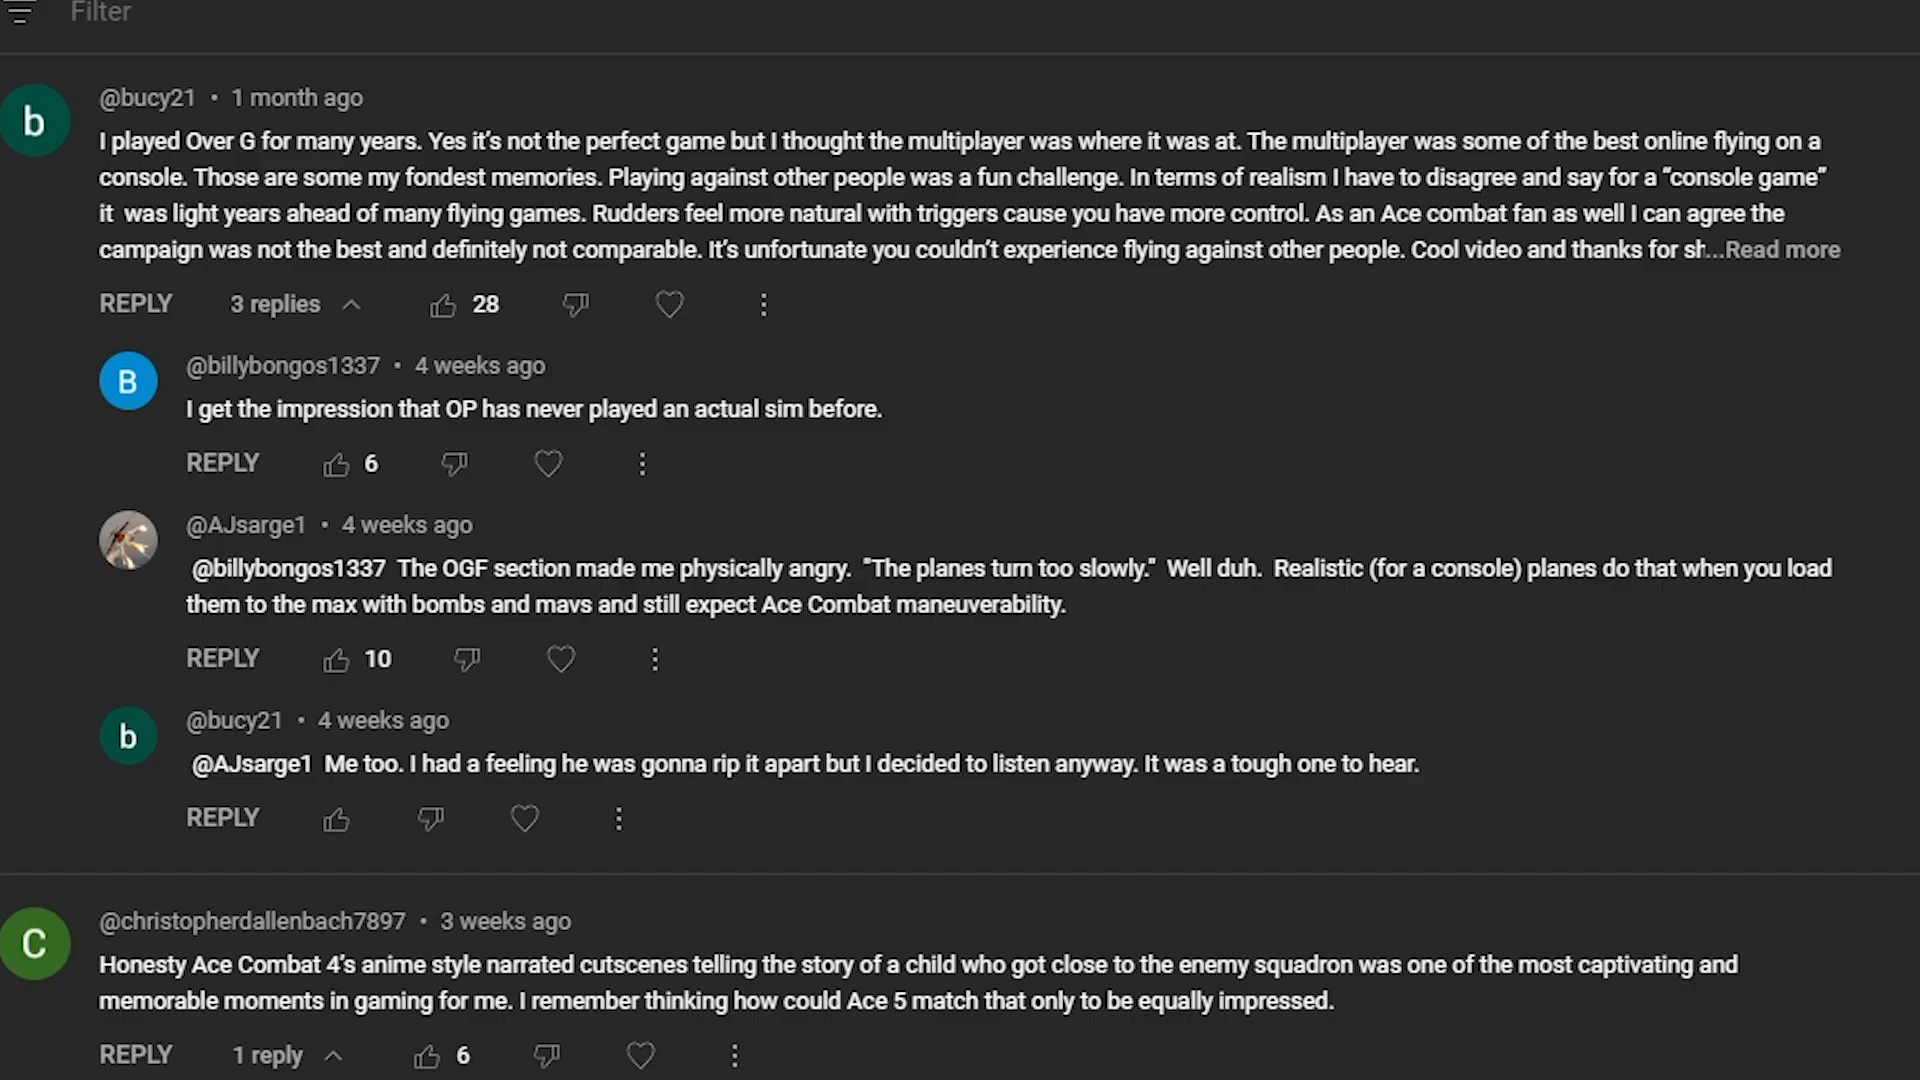 Filter
b
@bucy21 • 1 month ago
I played Over G for many years. Yes it's not the perfect game but I thought the multiplayer was where it was at. The multiplayer was some of the best online flying on a
console. Those are some my fondest memories. Playing against other people was a fun challenge. In terms of realism I have to disagree and say for a “console game”
it was light years ahead of many flying games. Rudders feel more natural with triggers cause you have more control. As an Ace combat fan as well I can agree the
campaign was not the best and definitely not comparable. It's unfortunate you couldn't experience flying against other people. Cool video and thanks for sh...Read more
REPLY 3 replies 28
B
@billybongos1337 • 4 weeks ago
I get the impression that OP has never played an actual sim before.
REPLY 6
@AJsarge1 • 4 weeks ago
@billybongos1337 The OGF section made me physically angry. "The planes turn too slowly." Well duh. Realistic (for a console) planes do that when you load
them to the max with bombs and mavs and still expect Ace Combat maneuverability.
REPLY 10
b
@bucy21 • 4 weeks ago
@AJsarge1 Me too. I had a feeling he was gonna rip it apart but I decided to listen anyway. It was a tough one to hear.
REPLY
C
@christopherdallenbach7897 • 3 weeks ago
Honesty Ace Combat 4's anime style narrated cutscenes telling the story of a child who got close to the enemy squadron was one of the most captivating and
memorable moments in gaming for me. I remember thinking how could Ace 5 match that only to be equally impressed.
REPLY 1 reply 6